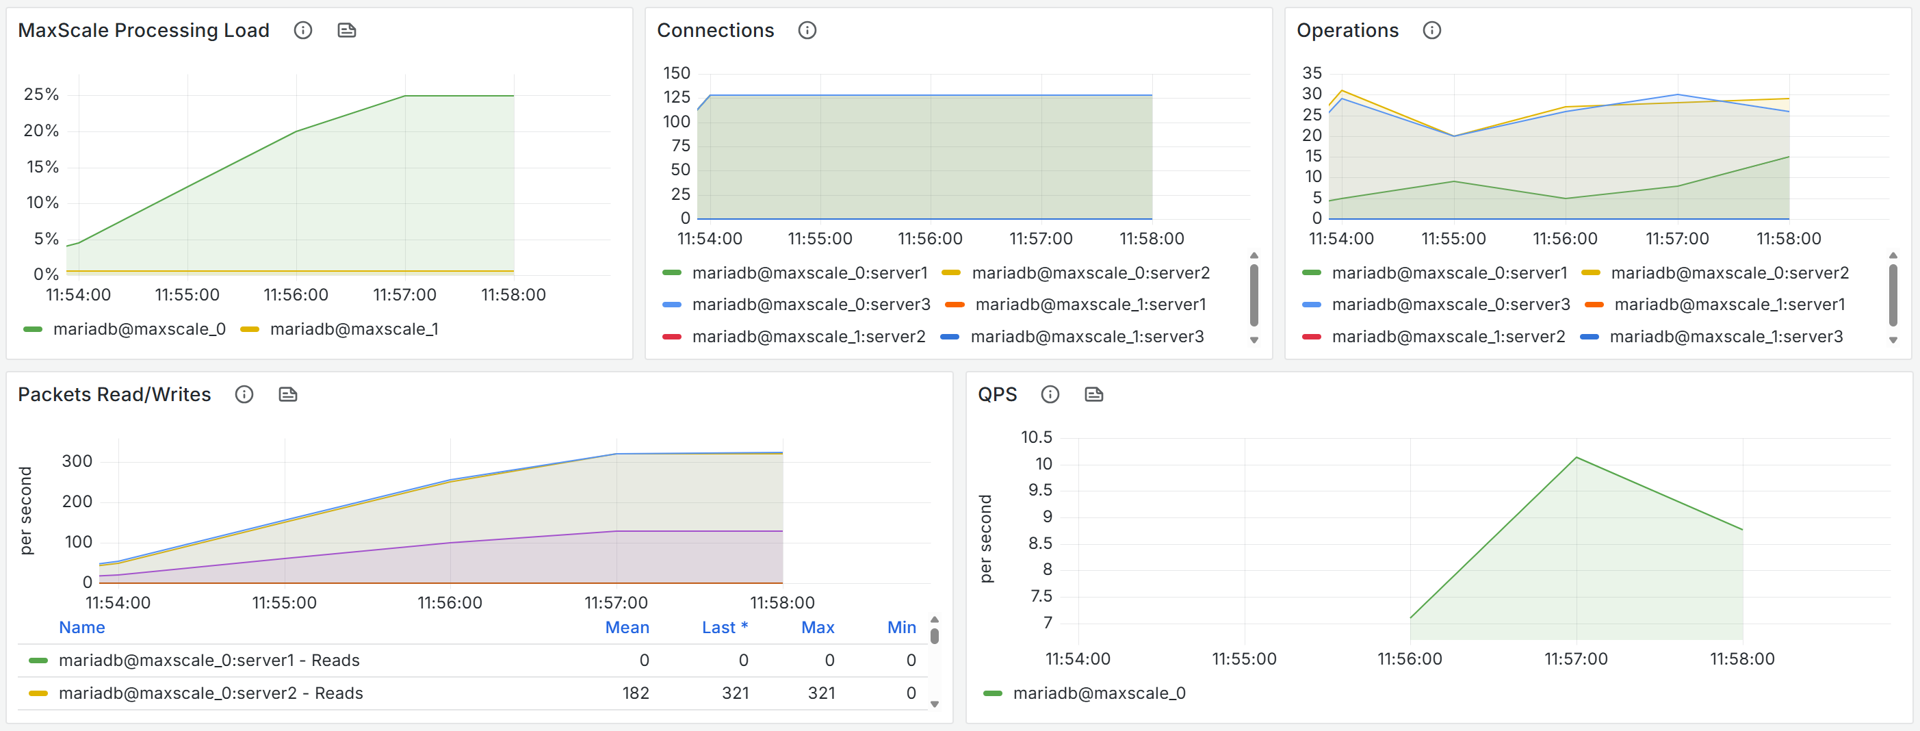 MaxScale Processing Load
25%
20%
15%
10%
5%
0%
11:54:00 11:55:00 11:56:00 11:57:00 11:58:00
mariadb@maxscale_0 mariadb@maxscale_1
Connections
150
125
100
75
50
25
0
11:54:00 11:55:00 11:56:00 11:57:00 11:58:00
mariadb@maxscale_0:server1 mariadb@maxscale_0:server2
mariadb@maxscale_0:server3 mariadb@maxscale_1:server1
mariadb@maxscale_1:server2 mariadb@maxscale_1:server3
Operations
35
30
25
20
15
10
5
0
11:54:00 11:55:00 11:56:00 11:57:00 11:58:00
mariadb@maxscale_0:server1 mariadb@maxscale_0:server2
mariadb@maxscale_0:server3 mariadb@maxscale_1:server1
mariadb@maxscale_1:server2 mariadb@maxscale_1:server3
Packets Read/Writes
per second
300
200
100
0
11:54:00 11:55:00 11:56:00 11:57:00 11:58:00
Name Mean Last * Max Min
mariadb@maxscale_0:server1 - Reads 0 0 0 0
mariadb@maxscale_0:server2 - Reads 182 321 321 0
QPS
per second
10.5
10
9.5
9
8.5
8
7.5
7
11:54:00 11:55:00 11:56:00 11:57:00 11:58:00
mariadb@maxscale_0